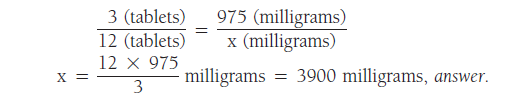 3 (tablets) / 12 (tablets) = 975 (milligrams) / x (milligrams)
x = 12 × 975 / 3 milligrams = 3900 milligrams, answer.